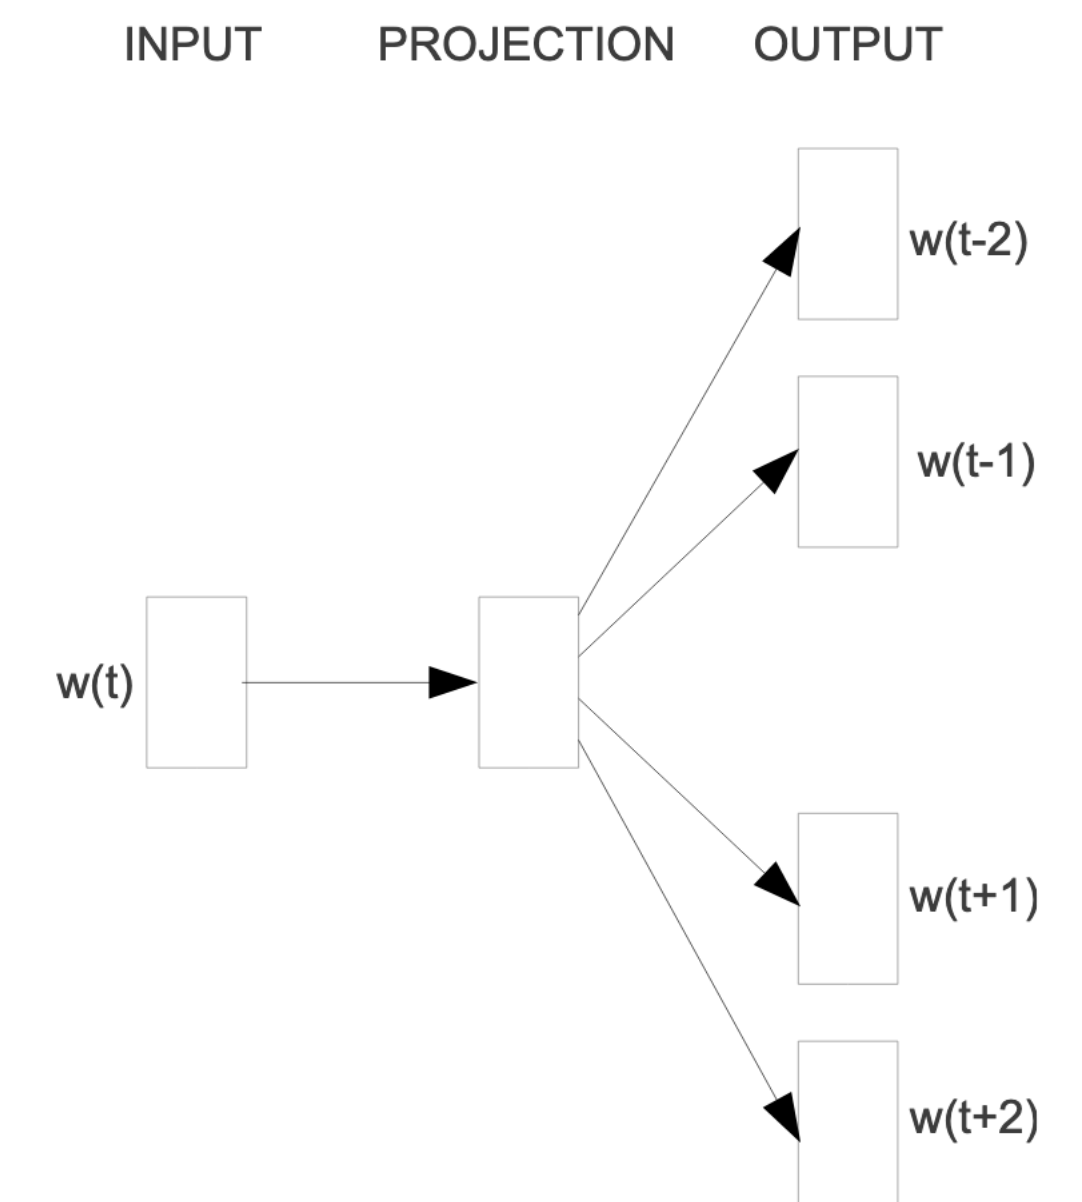 INPUT PROJECTION OUTPUT
w(t-2)
w(t-1)
w(t)
w(t+1)
w(t+2)